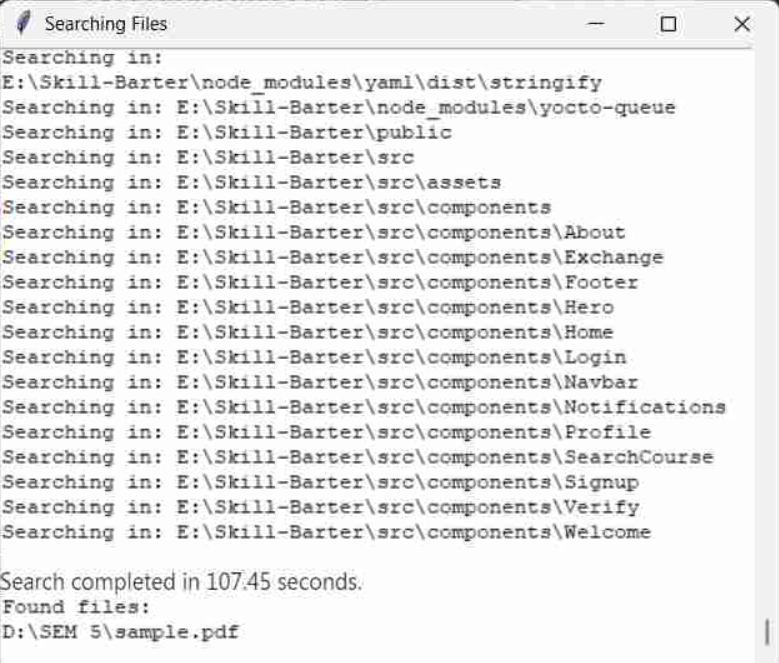 Searching Files
Searching in:
E:\Skill-Barter\node_modules\yaml\dist\stringify
Searching in: E:\Skill-Barter\node_modules\yocto-queue
Searching in: E:\Skill-Barter\public
Searching in: E:\Skill-Barter\src
Searching in: E:\Skill-Barter\src\assets
Searching in: E:\Skill-Barter\src\components
Searching in: E:\Skill-Barter\src\components\About
Searching in: E:\Skill-Barter\src\components\Exchange
Searching in: E:\Skill-Barter\src\components\Footer
Searching in: E:\Skill-Barter\src\components\Hero
Searching in: E:\Skill-Barter\src\components\Home
Searching in: E:\Skill-Barter\src\components\Login
Searching in: E:\Skill-Barter\src\components\Navbar
Searching in: E:\Skill-Barter\src\components\Notifications
Searching in: E:\Skill-Barter\src\components\Profile
Searching in: E:\Skill-Barter\src\components\SearchCourse
Searching in: E:\Skill-Barter\src\components\Signup
Searching in: E:\Skill-Barter\src\components\Verify
Searching in: E:\Skill-Barter\src\components\Welcome
Search completed in 107.45 seconds.
Found files:
D:\SEM 5\sample.pdf